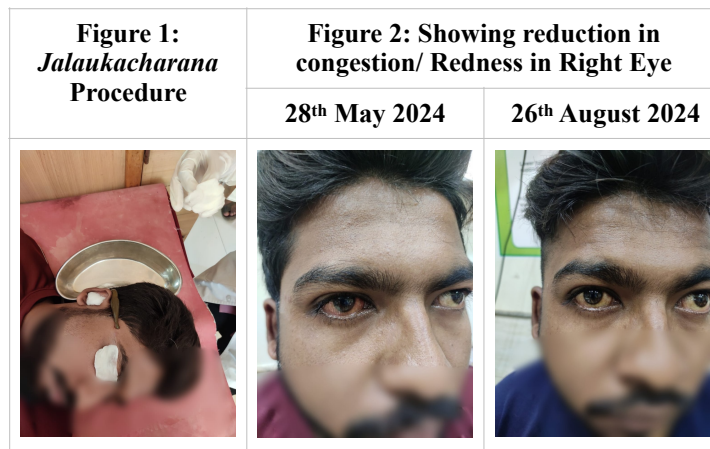 Figure 1:
Jalaukacharana
Procedure
Figure 2: Showing reduction in
congestion/ Redness in Right Eye
28th May 2024
26th August 2024